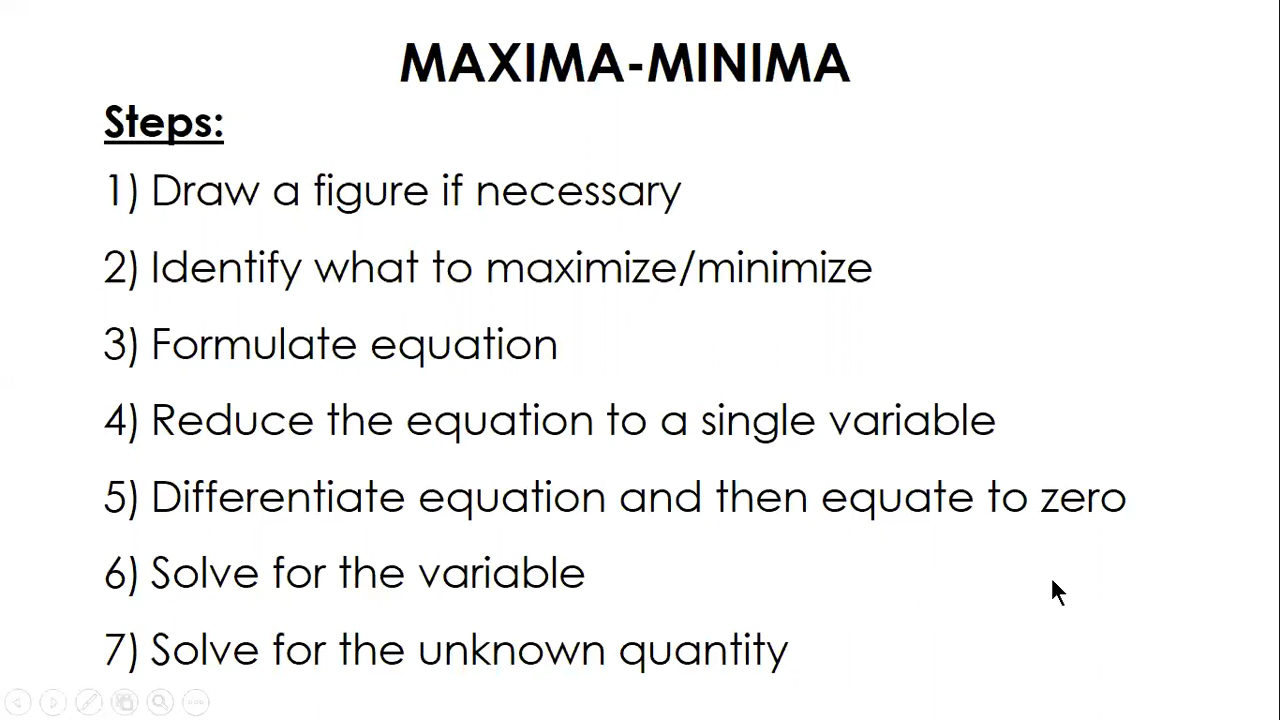 MAXIMA-MINIMA
Steps:
1) Draw a figure if necessary
2) Identify what to maximize/minimize
3) Formulate equation
4) Reduce the equation to a single variable
5) Differentiate equation and then equate to zero
6) Solve for the variable
7) Solve for the unknown quantity